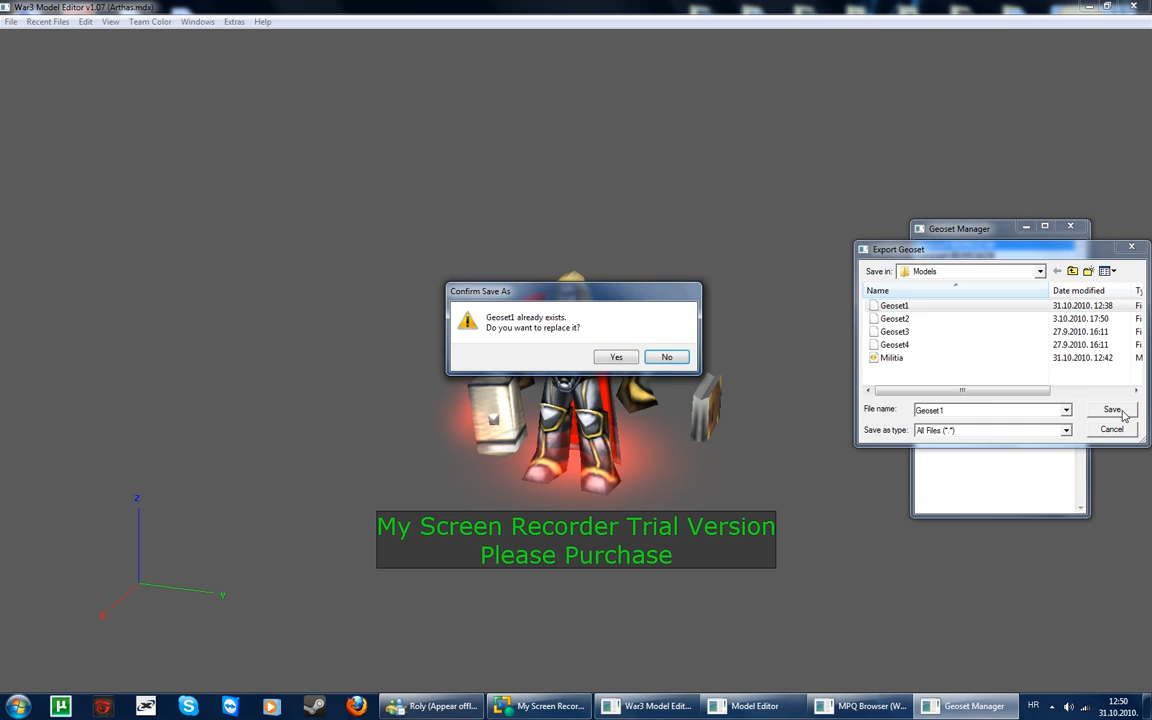 War3 Model Editor v1.07 (Arthas.mdx)
File Recent Files Edit View Team Color Windows Extras Help
Geoset Manager
Export Geoset
Save in: Models
Name Date modified Ty
Geoset1 31.10.2010. 12:38 Fi
Geoset2 3.10.2010. 17:50 Fi
Geoset3 27.9.2010. 16:11 Fi
Geoset4 27.9.2010. 16:11 Fi
Militia 31.10.2010. 12:42 M
File name: Geoset1 Save
Save as type: All Files (*.*) Cancel
Confirm Save As
Geoset1 already exists.
Do you want to replace it?
Yes No
My Screen Recorder Trial Version
Please Purchase
z
y
x
Roly (Appear offl... My Screen Recor... War3 Model Edit... Model Editor MPQ Browser (W... Geoset Manager HR 12:50
31.10.2010.